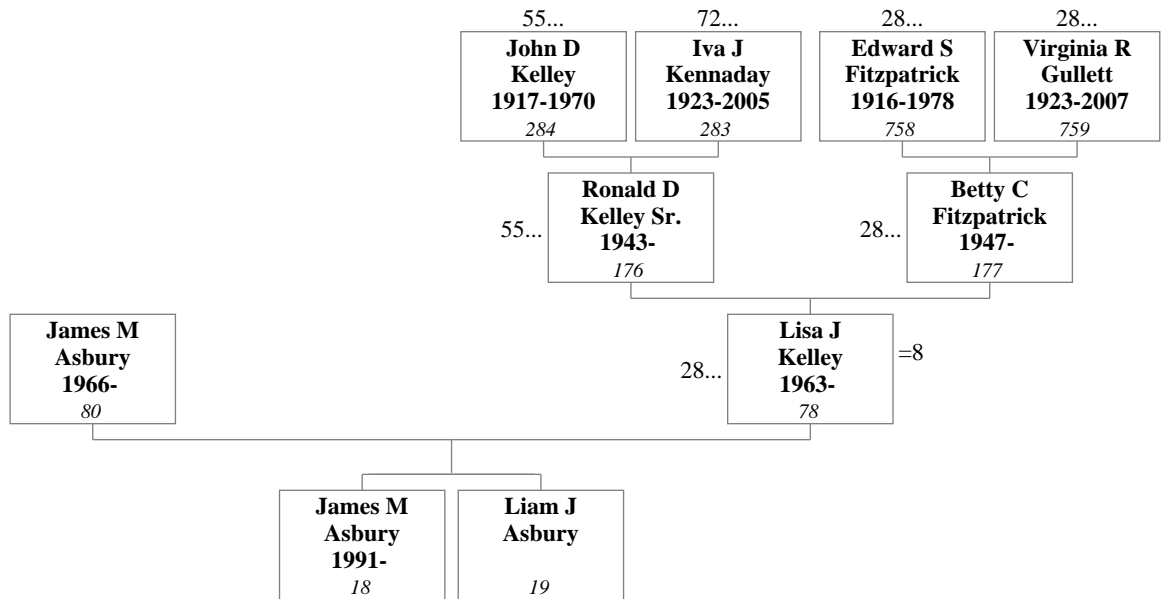 55...
72...
28...
28...
John D
Kelley
1917-1970
284
Iva J
Kennaday
1923-2005
283
Edward S
Fitzpatrick
1916-1978
758
Virginia R
Gullett
1923-2007
759
55...
Ronald D
Kelley Sr.
1943-
176
28...
Betty C
Fitzpatrick
1947-
177
James M
Asbury
1966-
80
28...
Lisa J
Kelley
1963-
78
=8
James M
Asbury
1991-
18
Liam J
Asbury
19